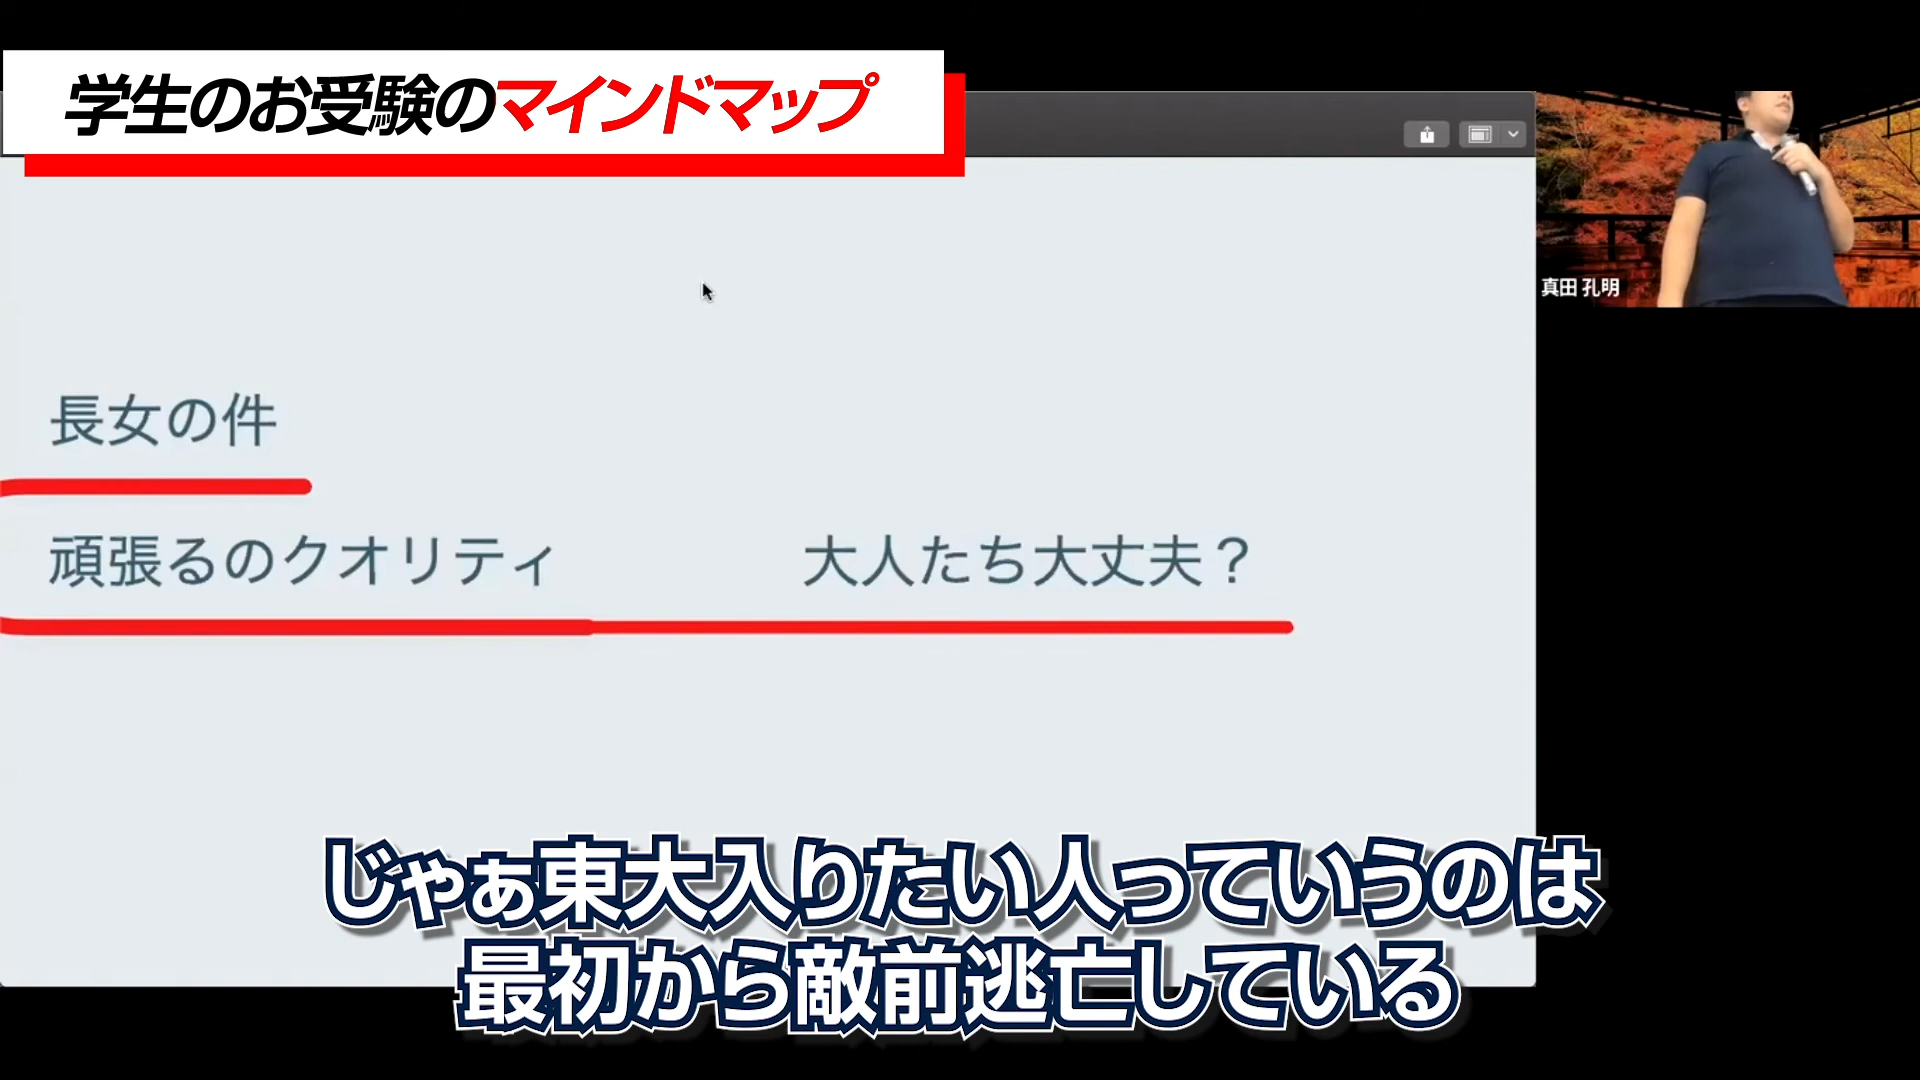 学生のお受験のマインドマップ
真田 孔明
長女の件
頑張るのクオリティ
大人たち大丈夫？
じゃぁ東大入りたい人っていうのは
最初から敵前逃亡している